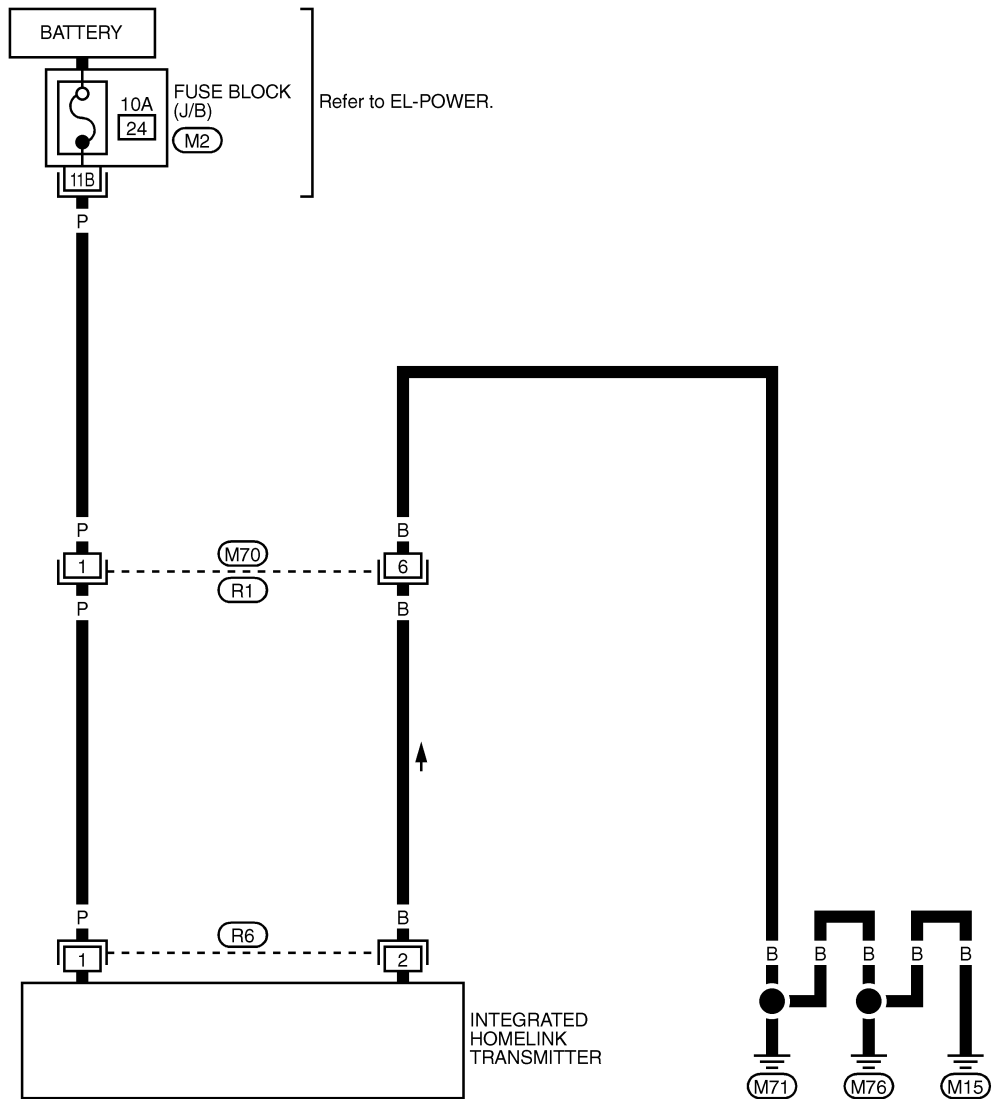 BATTERY
FUSE BLOCK
(J/B)
10A
24
M2
Refer to EL-POWER.
11B
P
P
B
1
M70
6
R1
P
B
P
B
R6
1
2
INTEGRATED
HOMELINK
TRANSMITTER
B
B
B
B
B
M71
M76
M15